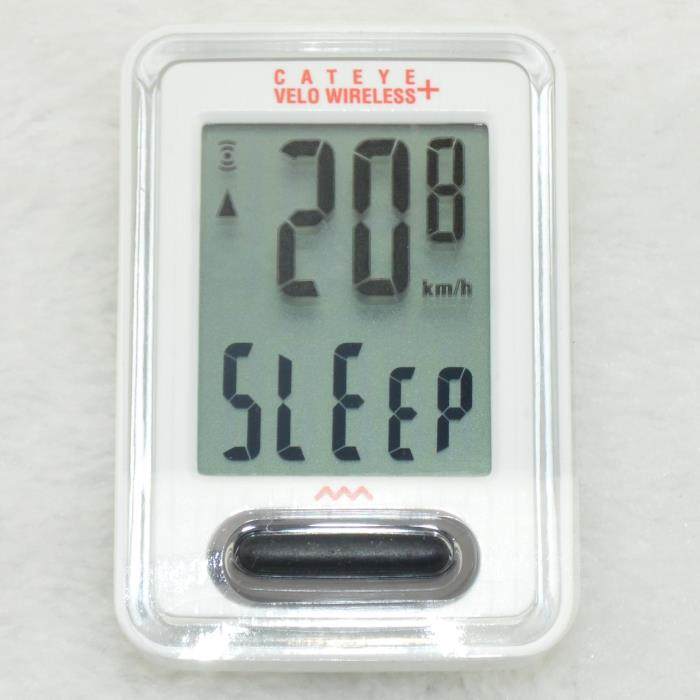 CATEYE
VELO WIRELESS+
20 8
km/h
SLEEP